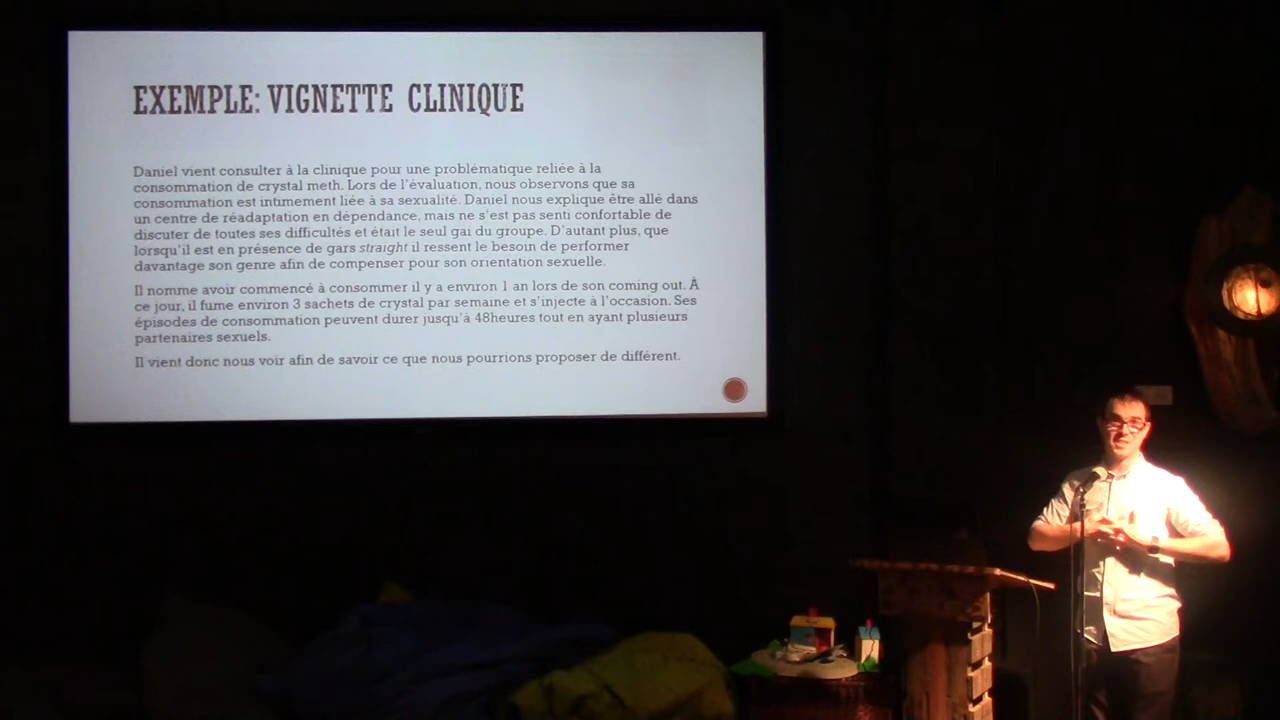 EXEMPLE: VIGNETTE CLINIQUE
Daniel vient consulter à la clinique pour une problématique reliée à la
consommation de crystal meth. Lors de l'évaluation, nous observons que sa
consommation est intimement liée à sa sexualité. Daniel nous explique être allé dans
un centre de réadaptation en dépendance, mais ne s'est pas senti confortable de
discuter de toutes ses difficultés et était le seul gai du groupe. D'autant plus, que
lorsqu'il est en présence de gars straight il ressent le besoin de performer
davantage son genre afin de compenser pour son orientation sexuelle.
Il nomme avoir commencé à consommer il y a environ 1 an lors de son coming out. À
ce jour, il fume environ 3 sachets de crystal par semaine et s'injecte à l'occasion. Ses
épisodes de consommation peuvent durer jusqu'à 48heures tout en ayant plusieurs
partenaires sexuels.
Il vient donc nous voir afin de savoir ce que nous pourrions proposer de différent.